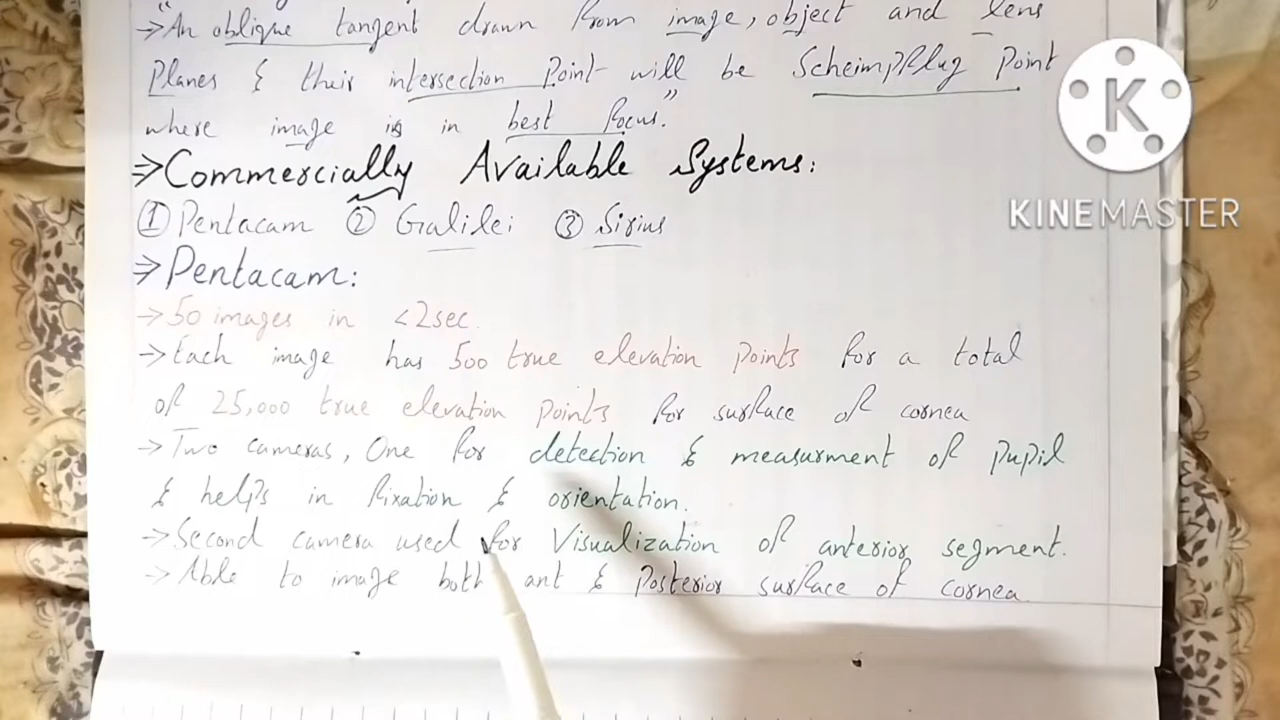 "
→An oblique tangent drawn from image, object and lens
Planes & their intersection Point will be Scheimpflug Point
where image is in best focus."
⇒Commercially Available Systems:
① Pentacam ② Galilei ③ Sirius
⇒Pentacam:
→50 images in <2sec.
→Each image has 500 true elevation points for a total
of 25,000 true elevation points for surface of cornea
→Two cameras, One for detection & measurment of pupil
& helps in fixation & orientation.
→Second camera used for Visualization of anterior segment.
→Able to image both ant & Posterior surface of cornea.
K
KINEMASTER